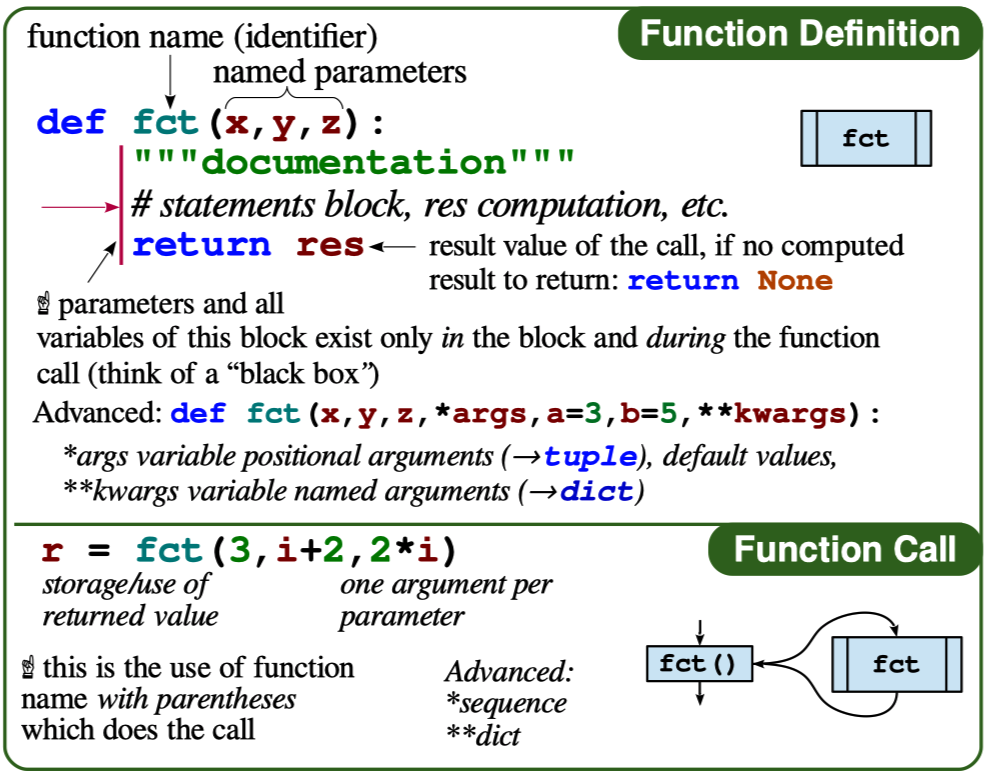 Function Definition
function name (identifier)
named parameters
def fct(x,y,z):
fct
"""documentation"""
# statements block, res computation, etc.
return res
result value of the call, if no computed
result to return: return None
☝ parameters and all
variables of this block exist only in the block and during the function
call (think of a “black box”)
Advanced: def fct(x,y,z,*args,a=3,b=5,**kwargs):
*args variable positional arguments (→tuple), default values,
**kwargs variable named arguments (→dict)
Function Call
r = fct(3,i+2,2*i)
storage/use of
returned value
one argument per
parameter
☝ this is the use of function
name with parentheses
which does the call
Advanced:
*sequence
**dict
fct()
fct